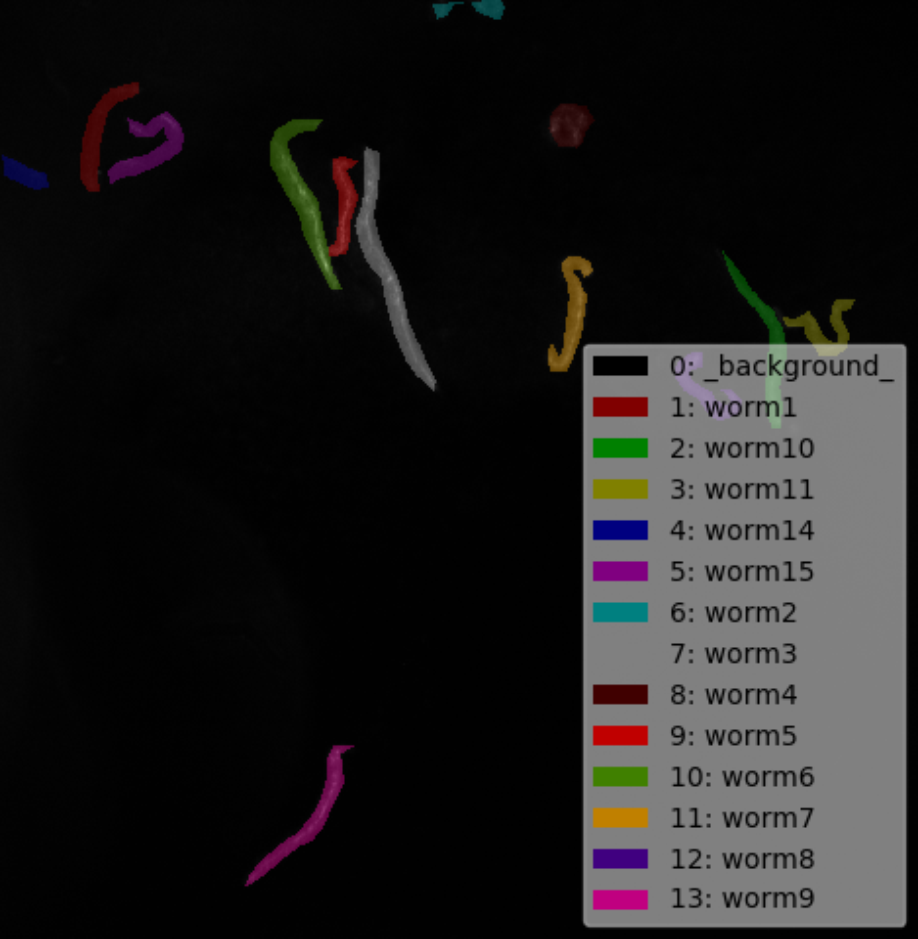 0: _background_
1: worm1
2: worm10
3: worm11
4: worm14
5: worm15
6: worm2
7: worm3
8: worm4
9: worm5
10: worm6
11: worm7
12: worm8
13: worm9